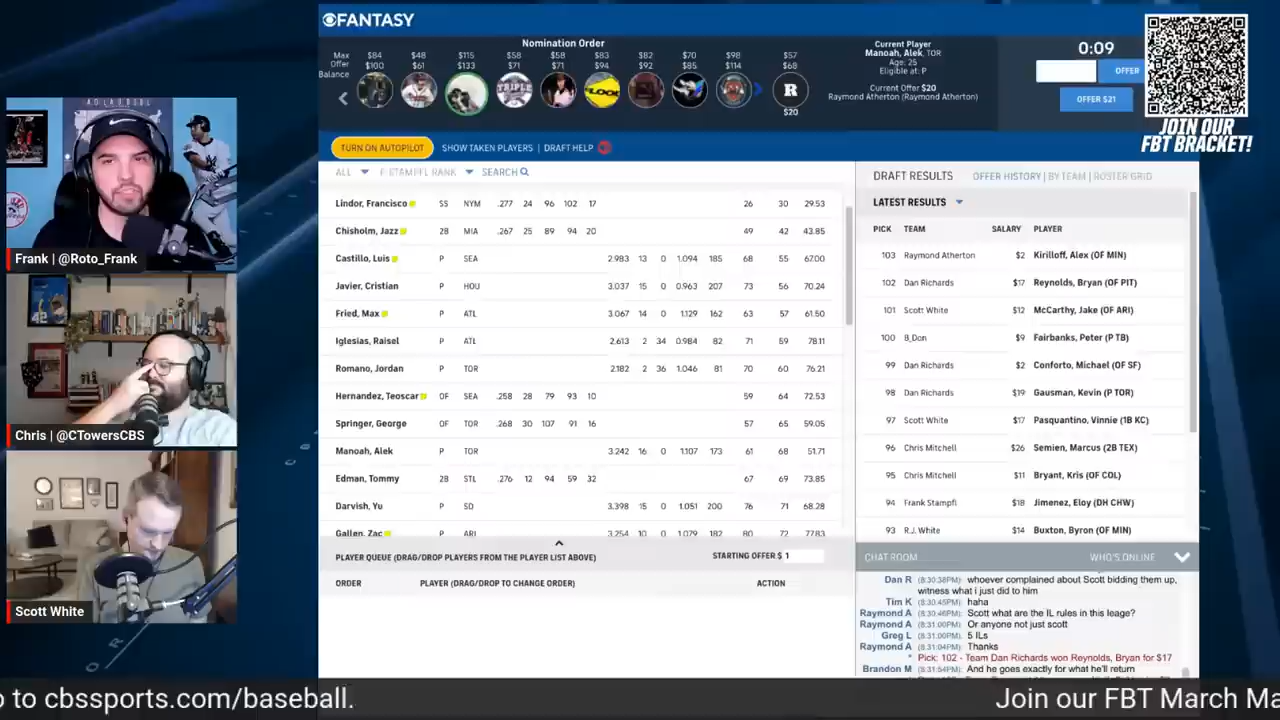 FANTASY
Nomination Order
Max Offer $84 $48 $115 $58 $58 $83 $82 $70 $98 $57
Balance $100 $61 $133 $71 $71 $94 $92 $85 $114 $68
TRIPLE
R
$20
Current Player
Manoah, Alek, TOR
Age: 25
Eligible at: P
Current Offer $20
Raymond Atherton (Raymond Atherton)
0:09
OFFER
OFFER $21
JOIN OUR
FBT BRACKET!
TURN ON AUTOPILOT SHOW TAKEN PLAYERS | DRAFT HELP
ALL F STAMPFL RANK SEARCH
Lindor, Francisco SS NYM .277 24 96 102 17 26 30 29.53
Chisholm, Jazz 2B MIA .267 25 89 94 20 49 42 43.85
Castillo, Luis P SEA 2.983 13 0 1.094 185 68 55 67.00
Javier, Cristian P HOU 3.037 15 0 0.963 207 73 56 70.24
Fried, Max P ATL 3.067 14 0 1.129 162 63 57 61.50
Iglesias, Raisel P ATL 2.613 2 34 0.984 82 71 59 78.11
Romano, Jordan P TOR 2.182 2 36 1.046 81 70 60 76.21
Hernandez, Teoscar OF SEA .258 28 79 93 10 59 64 72.53
Springer, George OF TOR .268 30 107 91 16 57 65 59.05
Manoah, Alek P TOR 3.242 16 0 1.107 173 61 68 51.71
Edman, Tommy 2B STL .276 12 94 59 32 67 69 73.85
Darvish, Yu P SD 3.398 15 0 1.051 200 76 71 68.28
Gallen, Zac P ARI 3.254 10 0 1.079 182 80 72 77.83
PLAYER QUEUE (DRAG/DROP PLAYERS FROM THE PLAYER LIST ABOVE) STARTING OFFER $ 1
ORDER PLAYER (DRAG/DROP TO CHANGE ORDER) ACTION
DRAFT RESULTS OFFER HISTORY | BY TEAM | ROSTER GRID
LATEST RESULTS
PICK TEAM SALARY PLAYER
103 Raymond Atherton $2 Kirilloff, Alex (OF MIN)
102 Dan Richards $17 Reynolds, Bryan (OF PIT)
101 Scott White $12 McCarthy, Jake (OF ARI)
100 B_Don $9 Fairbanks, Peter (P TB)
99 Dan Richards $2 Conforto, Michael (OF SF)
98 Dan Richards $19 Gausman, Kevin (P TOR)
97 Scott White $17 Pasquantino, Vinnie (1B KC)
96 Chris Mitchell $26 Semien, Marcus (2B TEX)
95 Chris Mitchell $11 Bryant, Kris (OF COL)
94 Frank Stampfl $18 Jimenez, Eloy (DH CHW)
93 R.J. White $14 Buxton, Byron (OF MIN)
CHAT ROOM WHO'S ONLINE
Dan R (8:30:38PM): whoever complained about Scott bidding them up,
witness what i just did to him
Tim K (8:30:45PM): haha
Raymond A (8:30:46PM): Scott what are the IL rules in this leage?
Raymond A (8:31:00PM): Or anyone not just scott
Greg L (8:31:00PM): 5 ILs
Raymond A (8:31:04PM): Thanks
* Pick: 102 - Team Dan Richards won Reynolds, Bryan for $17
Brandon M (8:31:54PM): And he goes exactly for what he'll return
Frank | @Roto_Frank
Chris | @CTowersCBS
Scott White
o to cbssports.com/baseball. Join our FBT March Ma